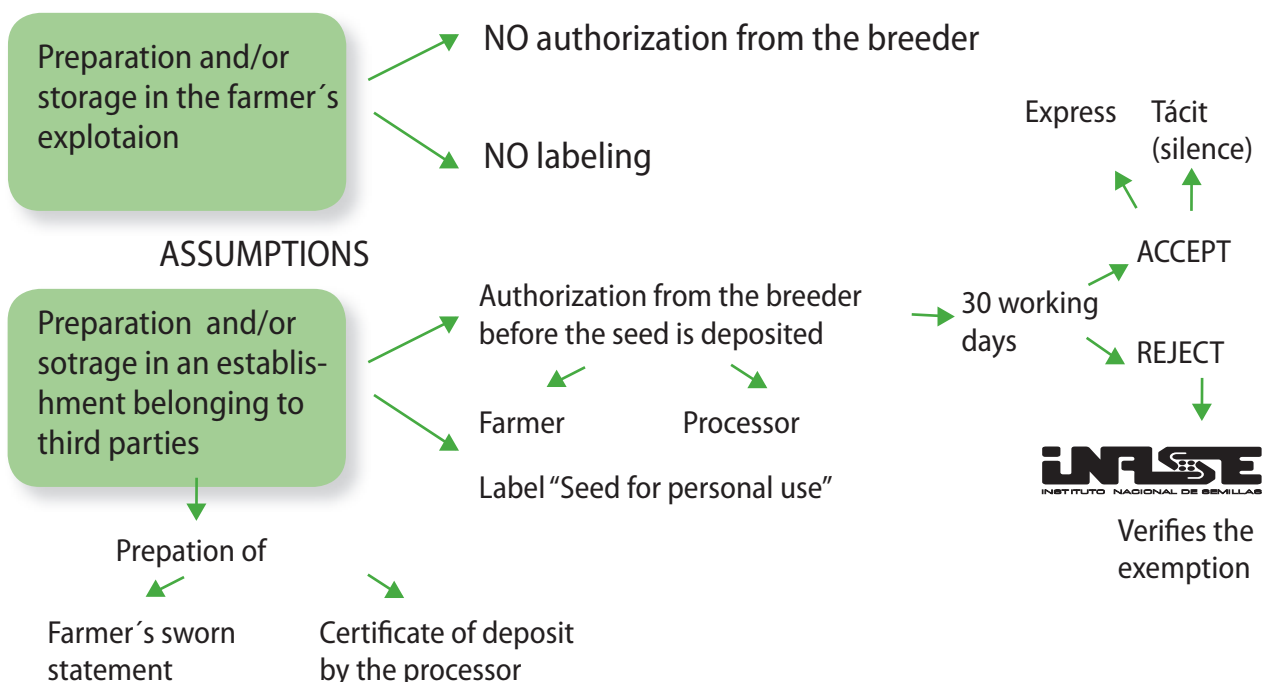 Preparation and/or
storage in the farmer´s
explotaion
NO authorization from the breeder
NO labeling
ASSUMPTIONS
Preparation and/or
sotrage in an establis-
hment belonging to
third parties
Authorization from the breeder
before the seed is deposited
Farmer
Processor
Label “Seed for personal use”
30 working
days
Express
Tácit
(silence)
ACCEPT
REJECT
INASE
INSTITUTO NACIONAL DE SEMILLAS
Verifies the
exemption
Prepation of
Farmer´s sworn
statement
Certificate of deposit
by the processor